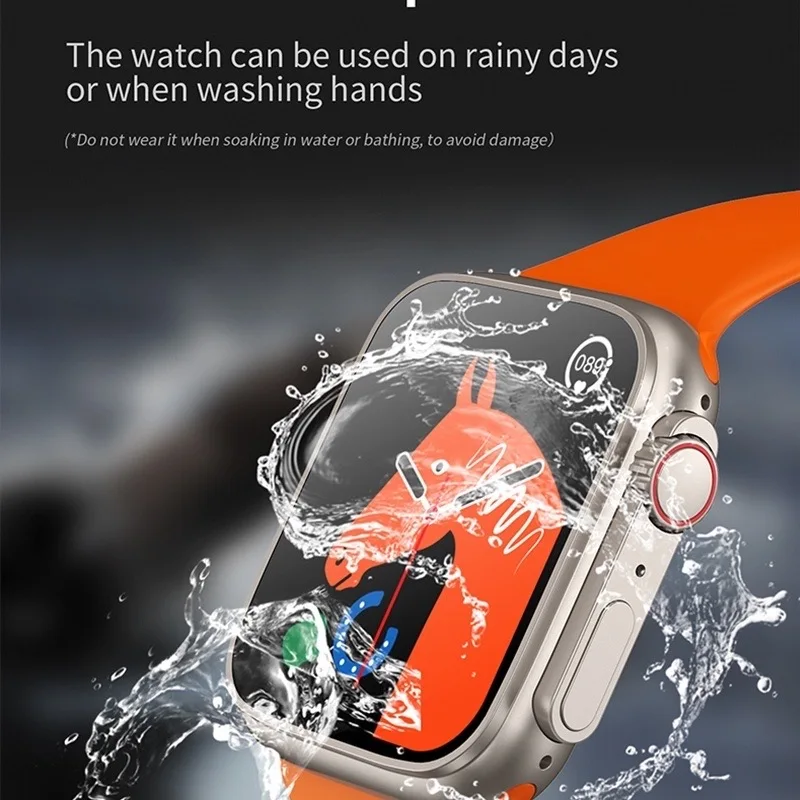 The watch can be used on rainy days
or when washing hands
(*Do not wear it when soaking in water or bathing, to avoid damage)
089